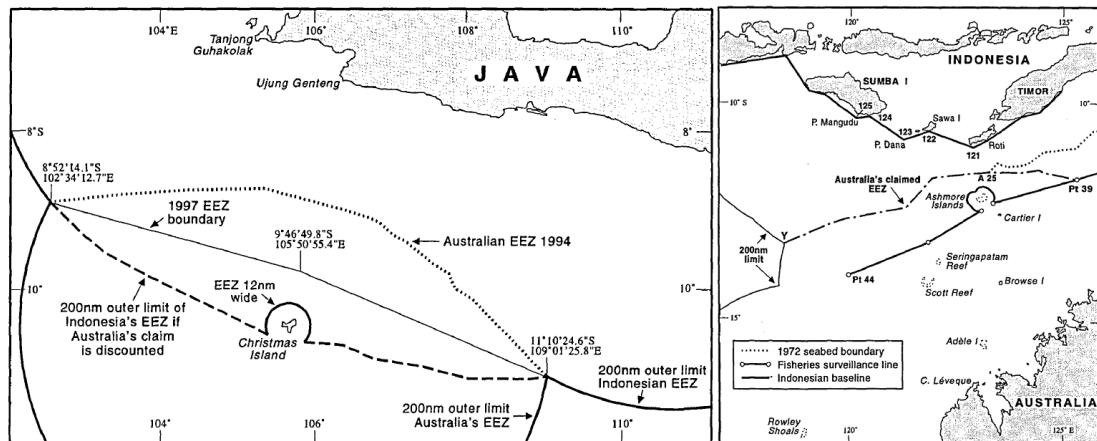 104°E
106°
108°
110°
Tanjong
Guhakolak
Ujung Genteng
JAVA
8°S
8°
8°52'14.1"S
102°34'12.7"E
1997 EEZ
boundary
9°46'49.8"S
105°50'55.4"E
Australian EEZ 1994
EEZ 12nm
wide
10°
10°
200nm outer limit of
Indonesia's EEZ if
Australia's claim
is discounted
Christmas
Island
11°10'24.6"S
109°01'25.8"E
200nm outer limit
Indonesian EEZ
200nm outer limit
Australia's EEZ
104°
106°
110°
120°
125°
INDONESIA
SUMBA I
TIMOR
10°S
10°
125
124
P. Mangudu
Sawa I
123
122
P. Dana
121
Roti
Australia's claimed
EEZ
A 25
Pt 39
Ashmore
Islands
Cartier I
Y
200nm
limit
Pt 44
Seringapatam
Reef
Scott Reef
Browse I
15°
Adèle I
1972 seabed boundary
Fisheries surveillance line
Indonesian baseline
C. Léveque
AUSTRALIA
Rowley
Shoals
120°
125°E